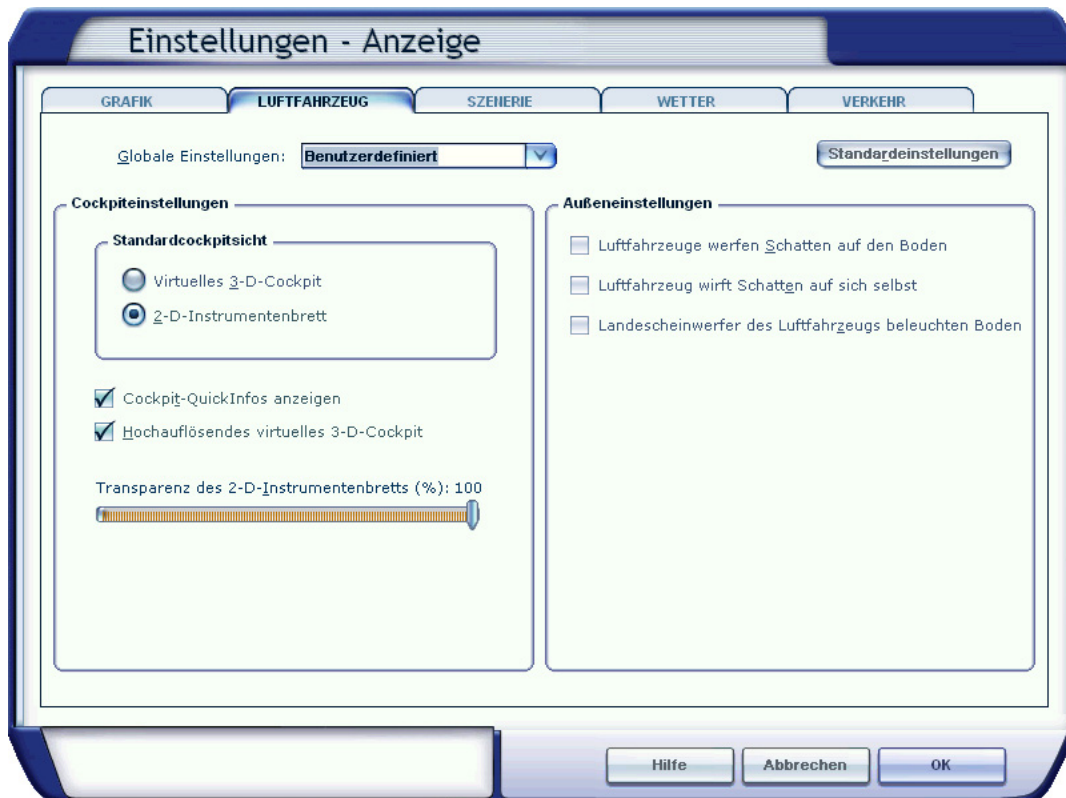 Einstellungen - Anzeige
GRAFIK LUFTFAHRZEUG SZENERIE WETTER VERKEHR
Globale Einstellungen: Benutzerdefiniert Standardeinstellungen
Cockpiteinstellungen
Standardcockpitsicht
Virtuelles 3-D-Cockpit
2-D-Instrumentenbrett
Cockpit-QuickInfos anzeigen
Hochauflösendes virtuelles 3-D-Cockpit
Transparenz des 2-D-Instrumentenbretts (%): 100
Außeneinstellungen
Luftfahrzeuge werfen Schatten auf den Boden
Luftfahrzeug wirft Schatten auf sich selbst
Landescheinwerfer des Luftfahrzeugs beleuchten Boden
Hilfe Abbrechen OK